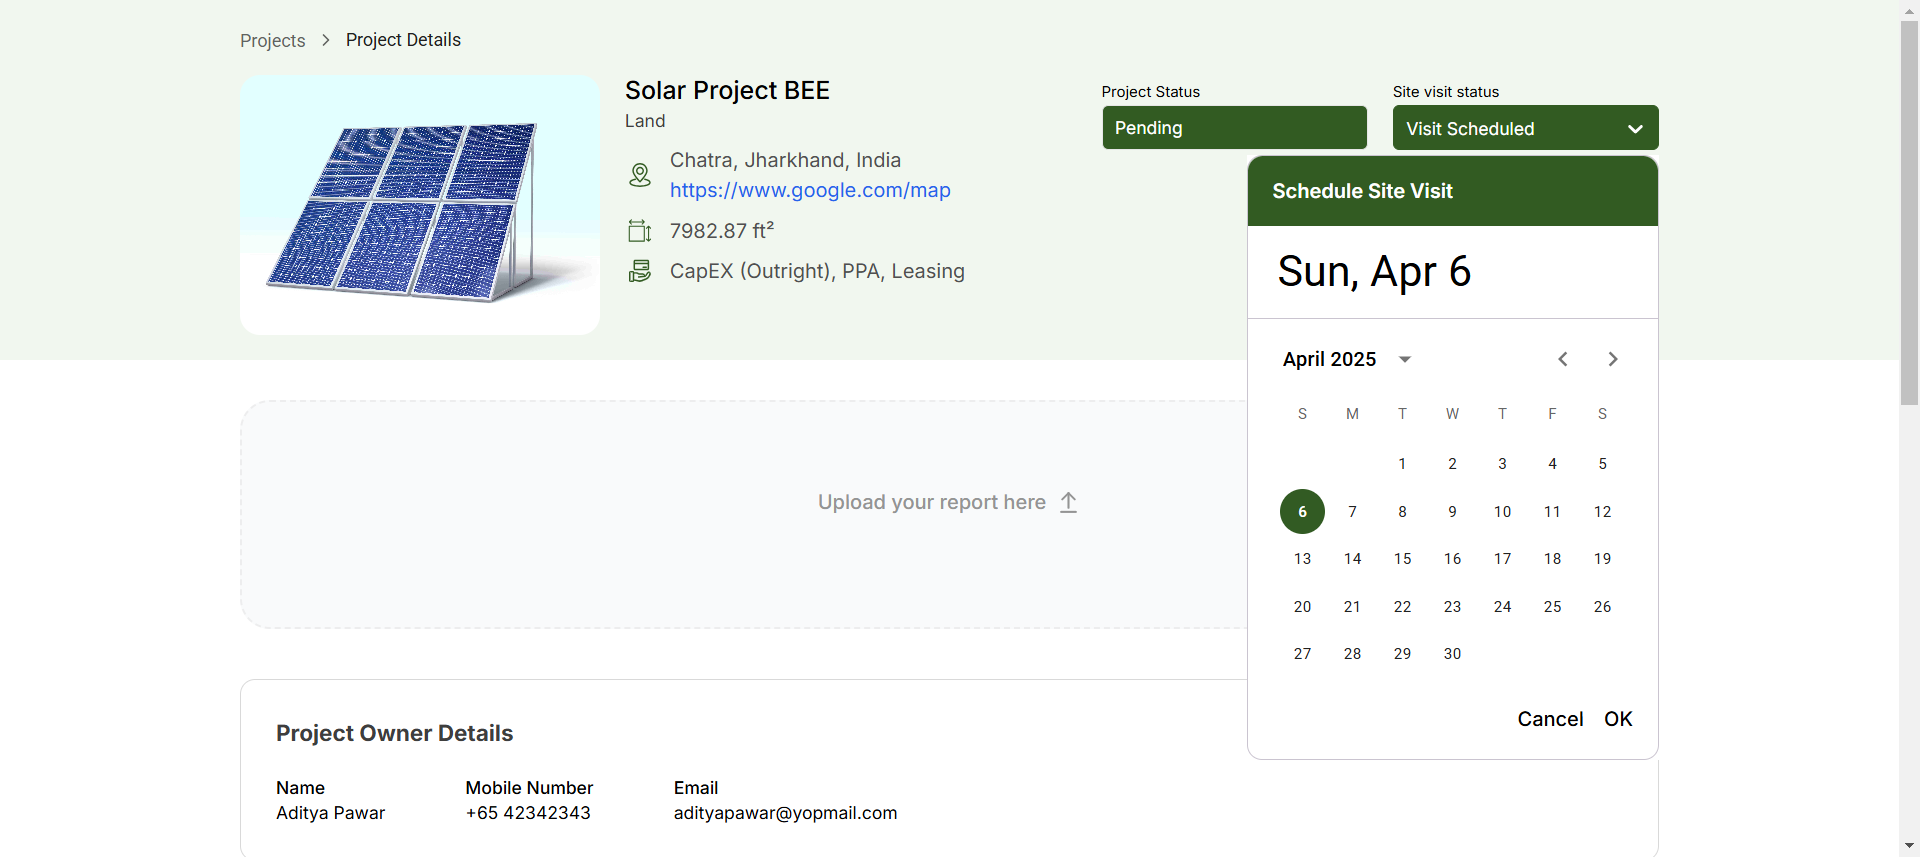 Projects > Project Details
Solar Project BEE
Land
Chatra, Jharkhand, India
https://www.google.com/map
7982.87 ft²
CapEX (Outright), PPA, Leasing
Project Status
Pending
Site visit status
Visit Scheduled
Schedule Site Visit
Sun, Apr 6
April 2025
S M T W T F S
1 2 3 4 5
6 7 8 9 10 11 12
13 14 15 16 17 18 19
20 21 22 23 24 25 26
27 28 29 30
Cancel OK
Upload your report here
Project Owner Details
Name Mobile Number Email
Aditya Pawar +65 42342343 adityapawar@yopmail.com